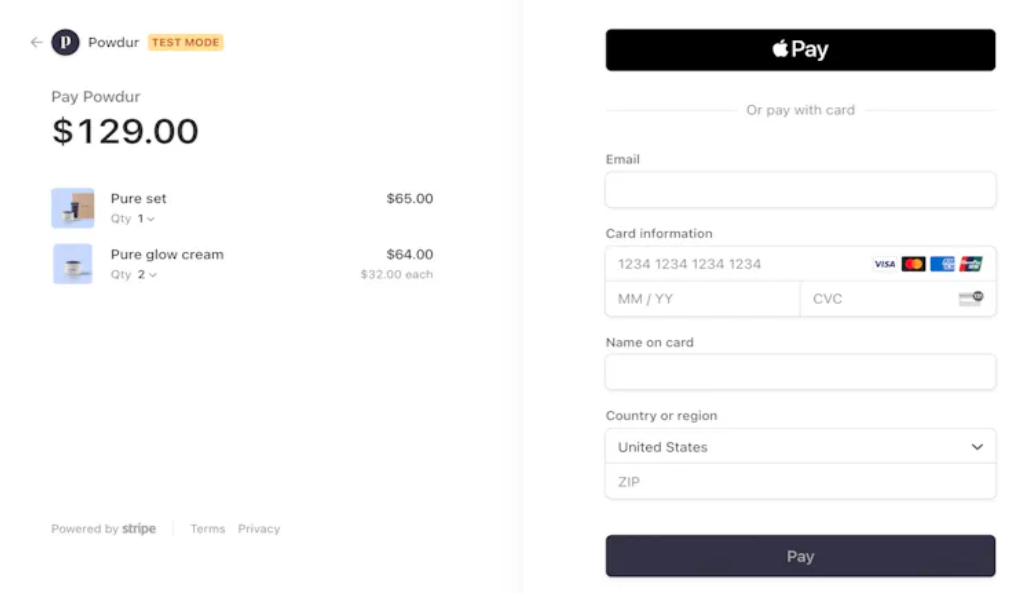 Powdur TEST MODE
Pay Powdur
$129.00
Pure set $65.00
Qty 1
Pure glow cream $64.00
Qty 2 $32.00 each
Powered by stripe Terms Privacy
Pay
Or pay with card
Email
Card information
1234 1234 1234 1234 VISA
MM / YY CVC
Name on card
Country or region
United States
ZIP
Pay